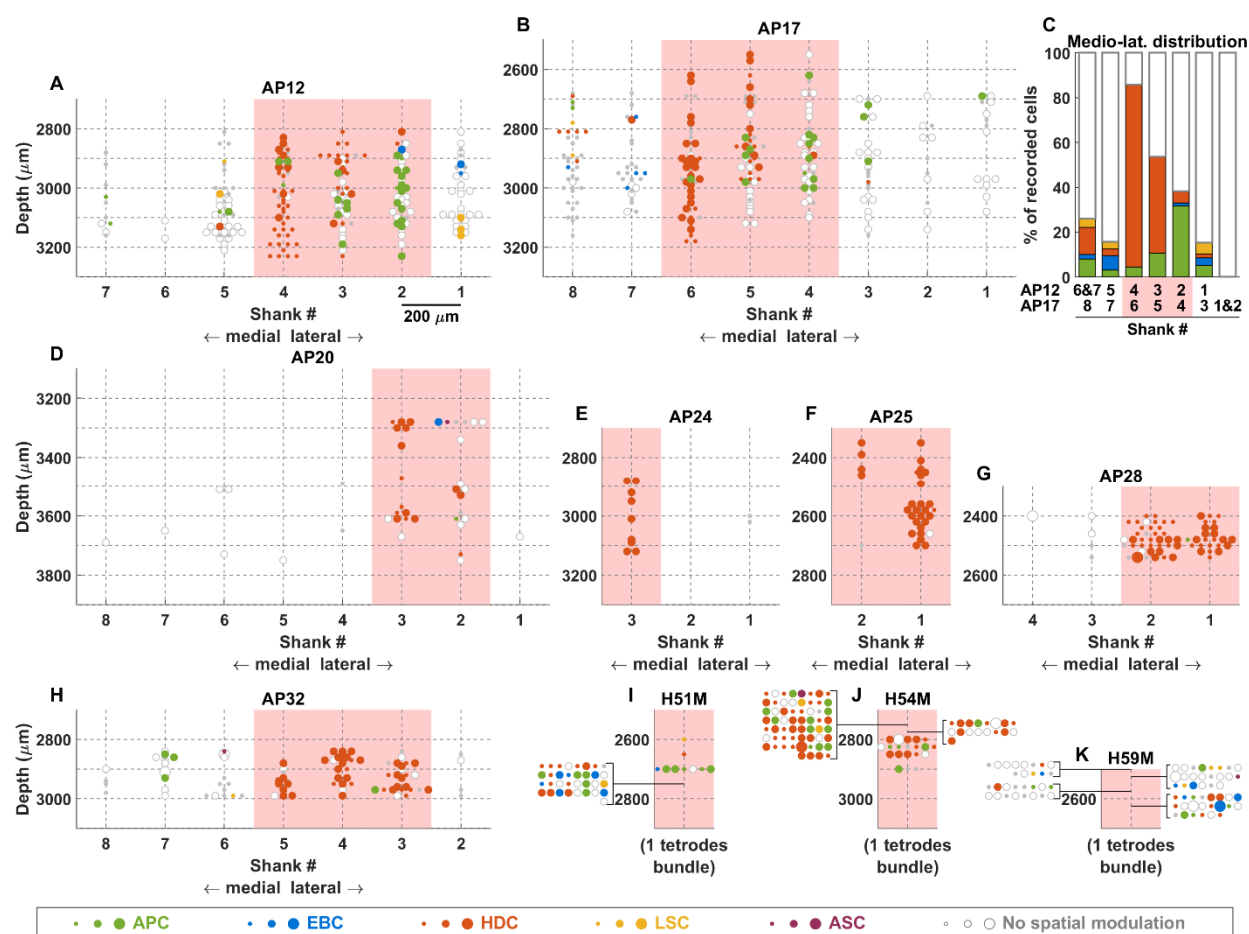 A
AP12
Depth (μm)
2800
3000
3200
7
6
5
4
3
2
1
200 μm
Shank #
← medial lateral →
B
AP17
2600
2800
3000
3200
8
7
6
5
4
3
2
1
Shank #
← medial lateral →
C
Medio-lat. distribution
% of recorded cells
100
80
60
40
20
0
AP12 6&7 5 4 3 2 1
AP17 8 7 6 5 4 3 1&2
Shank #
D
AP20
Depth (μm)
3200
3400
3600
3800
8
7
6
5
4
3
2
1
Shank #
← medial lateral →
E
AP24
2800
3000
3200
3
2
1
Shank #
← medial lateral →
F
AP25
2400
2600
2800
2
1
Shank #
← medial lateral →
G
AP28
2400
2600
4
3
2
1
Shank #
← medial lateral →
H
AP32
Depth (μm)
2800
3000
8
7
6
5
4
3
2
Shank #
← medial lateral →
I
H51M
2600
2800
(1 tetrodes
bundle)
J
H54M
2800
3000
(1 tetrodes
bundle)
K
H59M
2600
(1 tetrodes
bundle)
APC
EBC
HDC
LSC
ASC
No spatial modulation